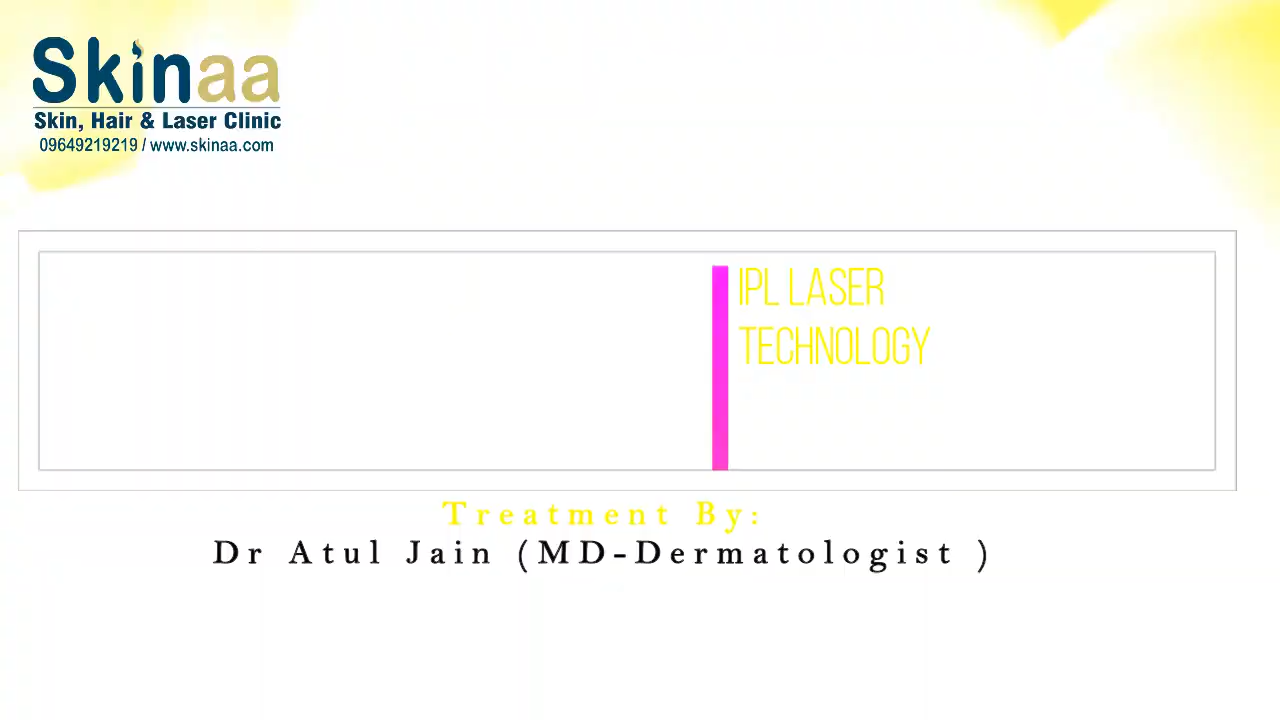 Skinaa
Skin, Hair & Laser Clinic
09649219219 / www.skinaa.com
IPL LASER
TECHNOLOGY
Treatment By:
Dr Atul Jain (MD-Dermatologist )